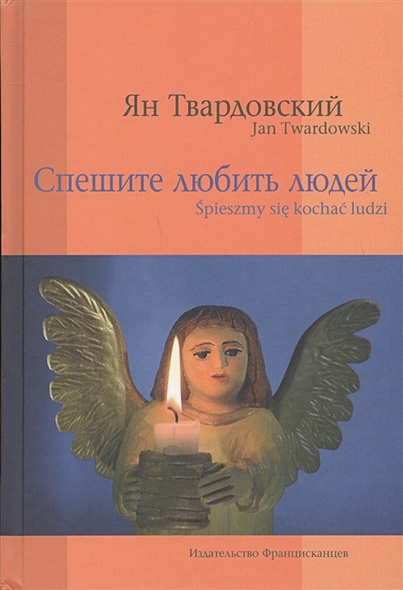 Ян Твардовский
Jan Twardowski
Спешите любить людей
Śpieszmy się kochać ludzi
Издательство Францисканцев